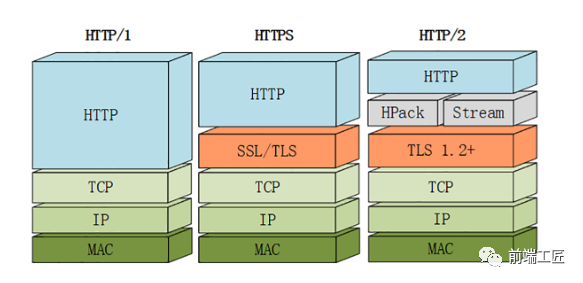 HTTP/1
HTTPS
HTTP/2
HTTP
HTTP
HTTP
HPack
Stream
SSL/TLS
TLS 1.2+
TCP
TCP
TCP
IP
IP
IP
MAC
MAC
MAC
前端工匠